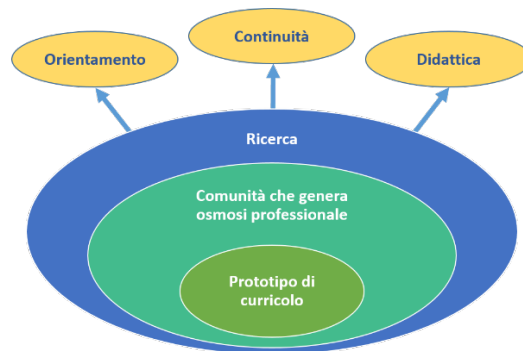 Continuità
Orientamento
Didattica
Ricerca
Comunità che genera
osmosi professionale
Prototipo di
curricolo